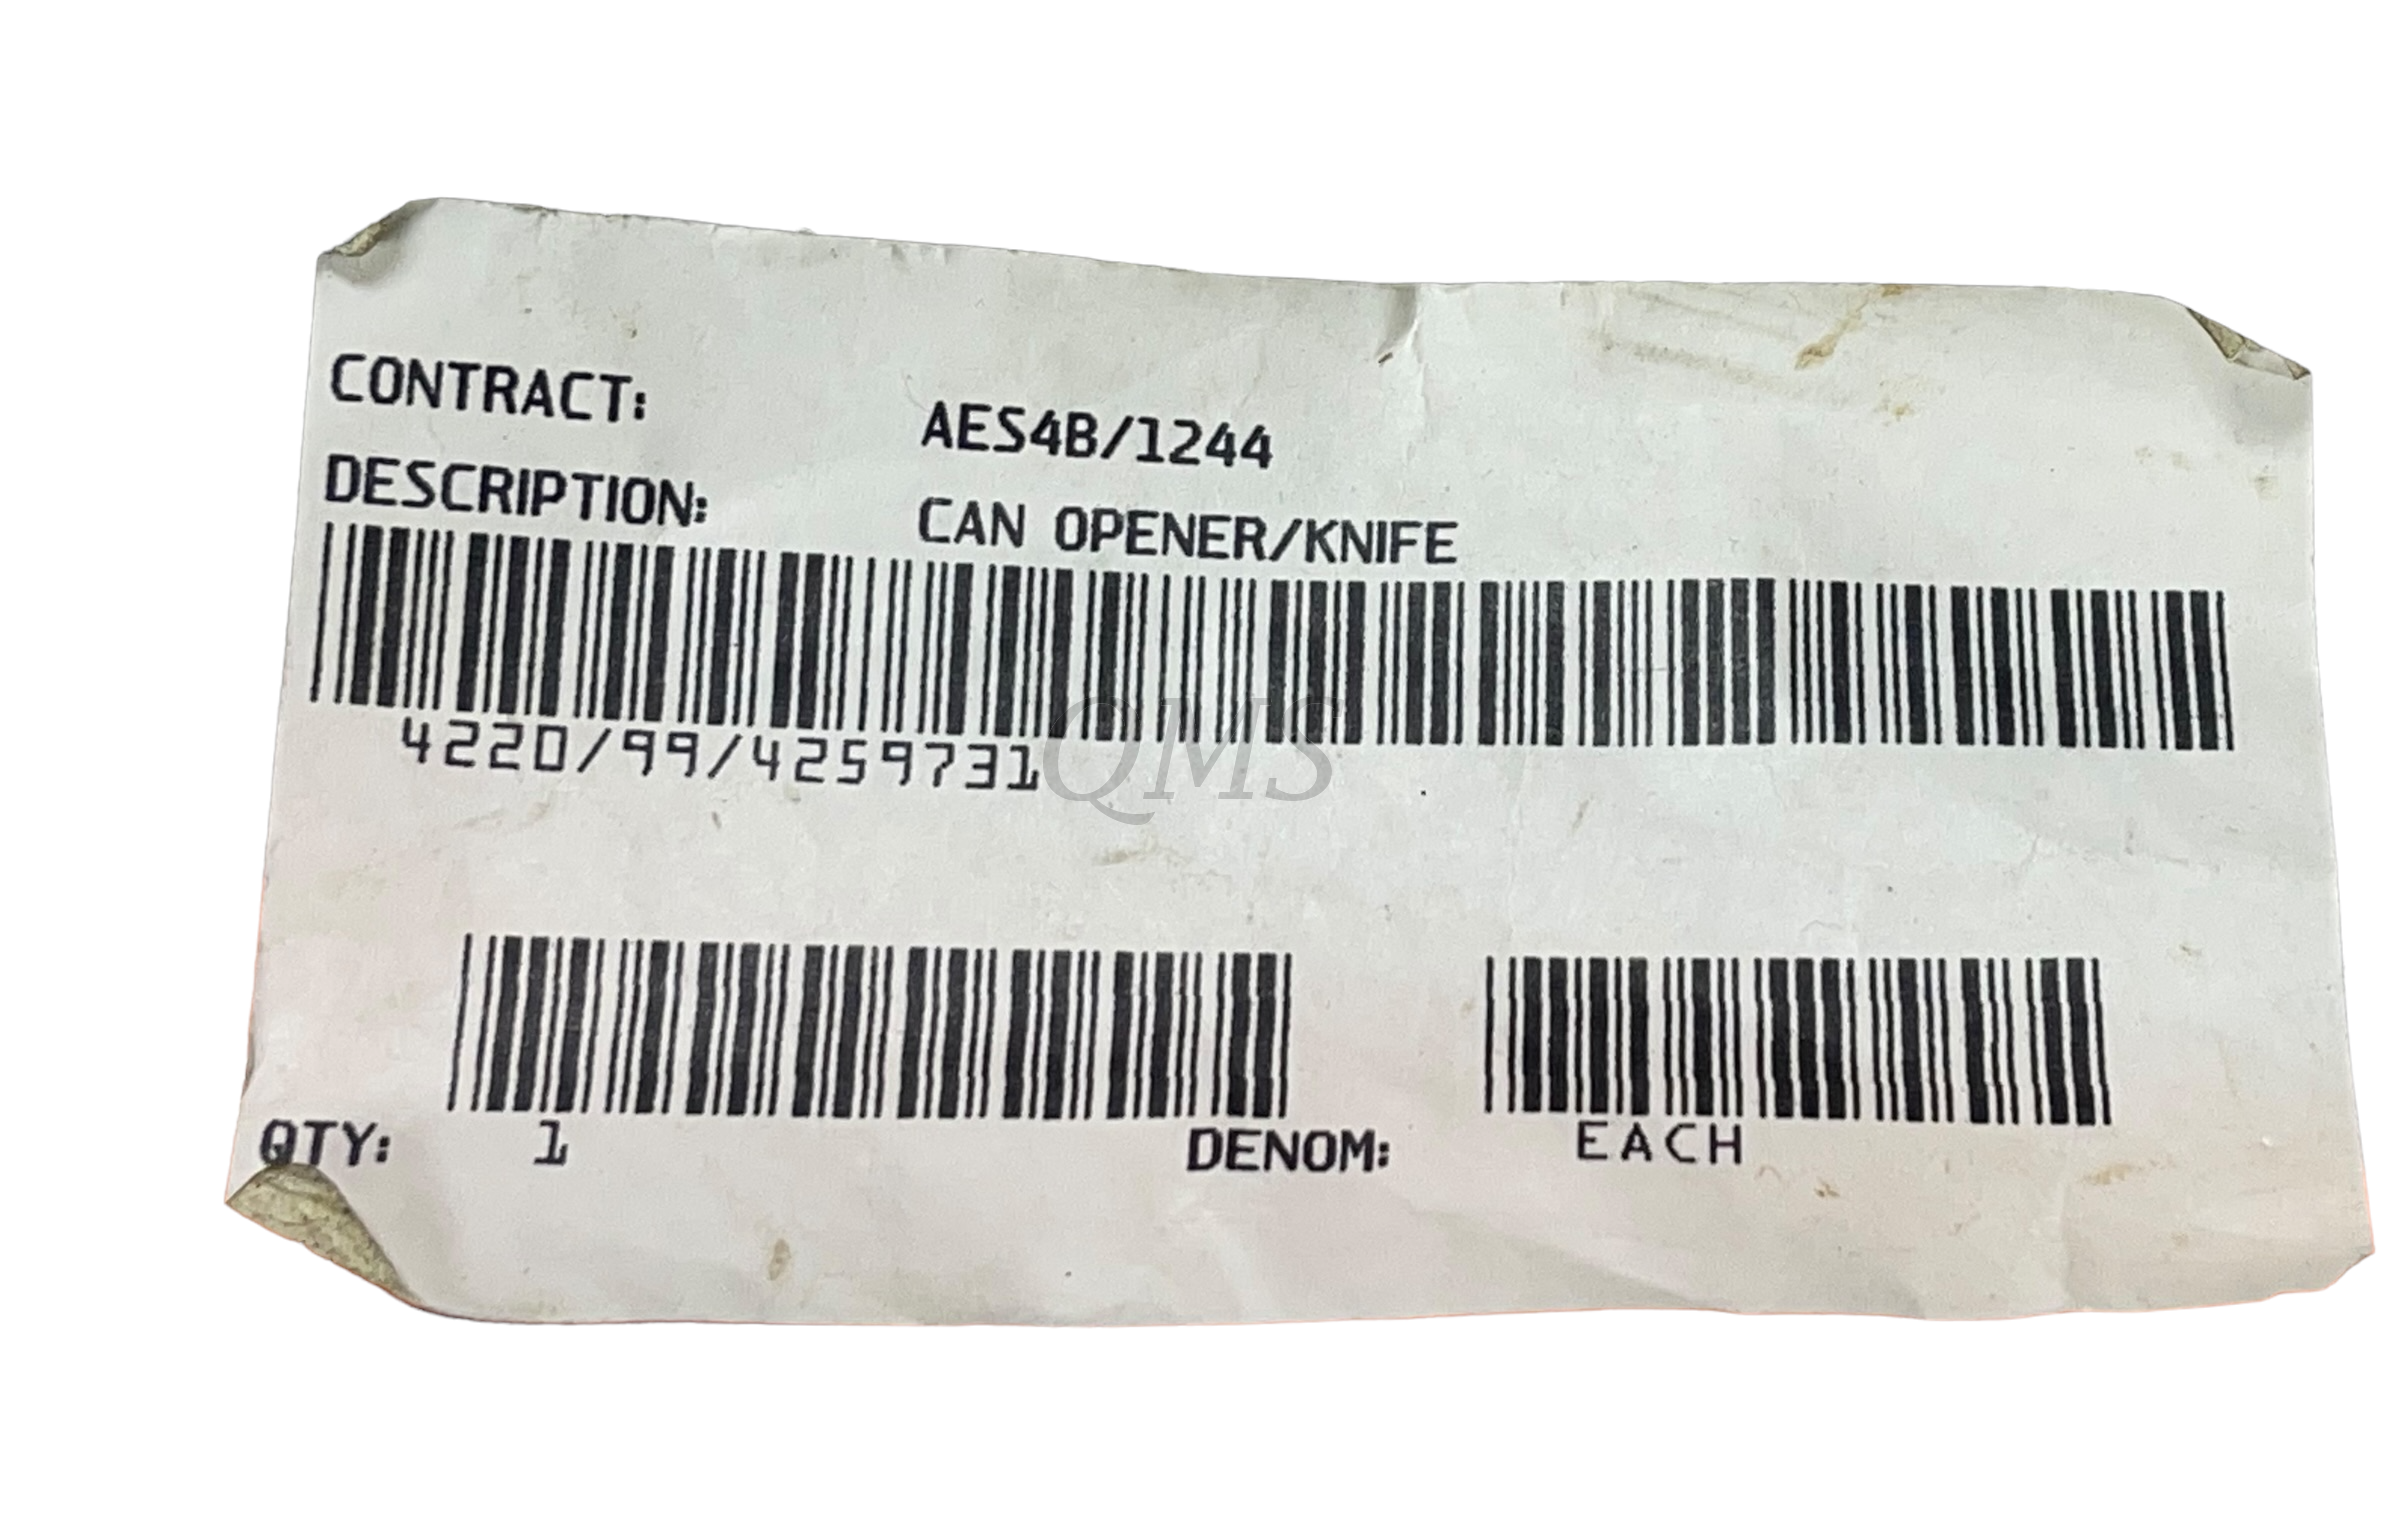 CONTRACT: AES4B/1244
DESCRIPTION: CAN OPENER/KNIFE
4220/99/4259731
QMS
QTY: 1 DENOM: EACH